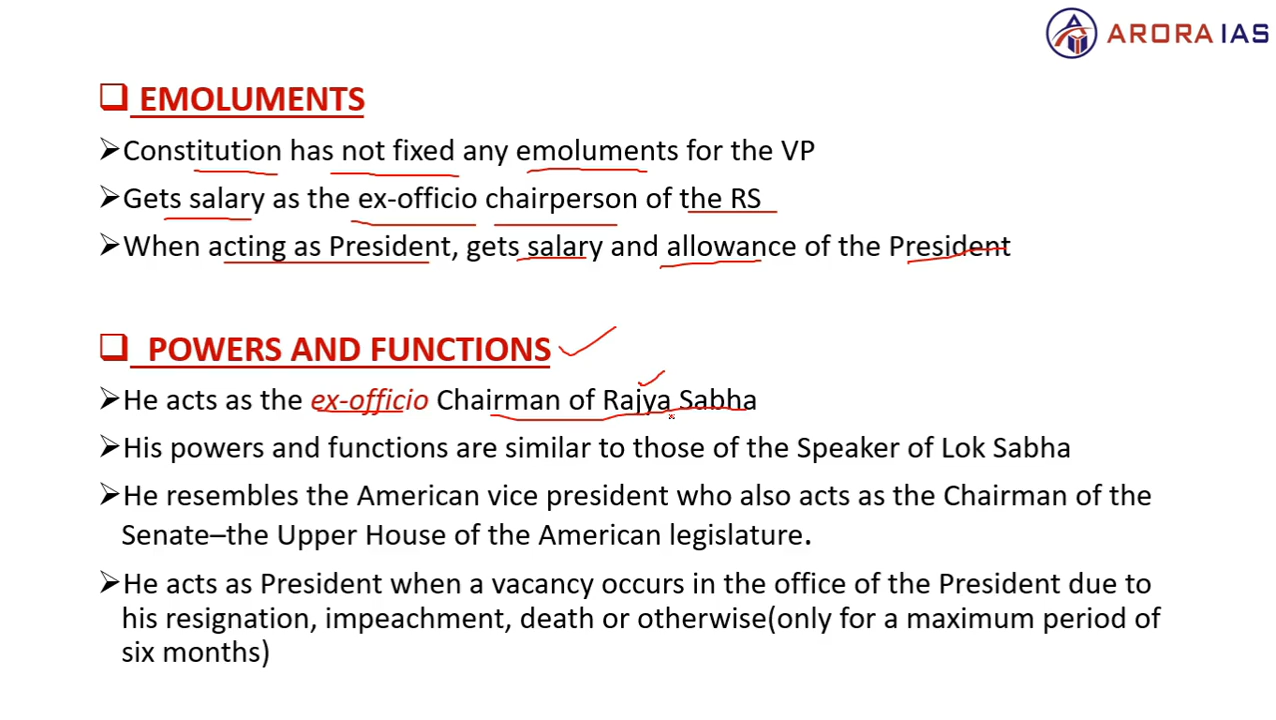 ARORA IAS
EMOLUMENTS
➢Constitution has not fixed any emoluments for the VP
➢Gets salary as the ex-officio chairperson of the RS
➢When acting as President, gets salary and allowance of the President
POWERS AND FUNCTIONS
➢He acts as the ex-officio Chairman of Rajya Sabha
➢His powers and functions are similar to those of the Speaker of Lok Sabha
➢He resembles the American vice president who also acts as the Chairman of the
Senate–the Upper House of the American legislature.
➢He acts as President when a vacancy occurs in the office of the President due to
his resignation, impeachment, death or otherwise(only for a maximum period of
six months)